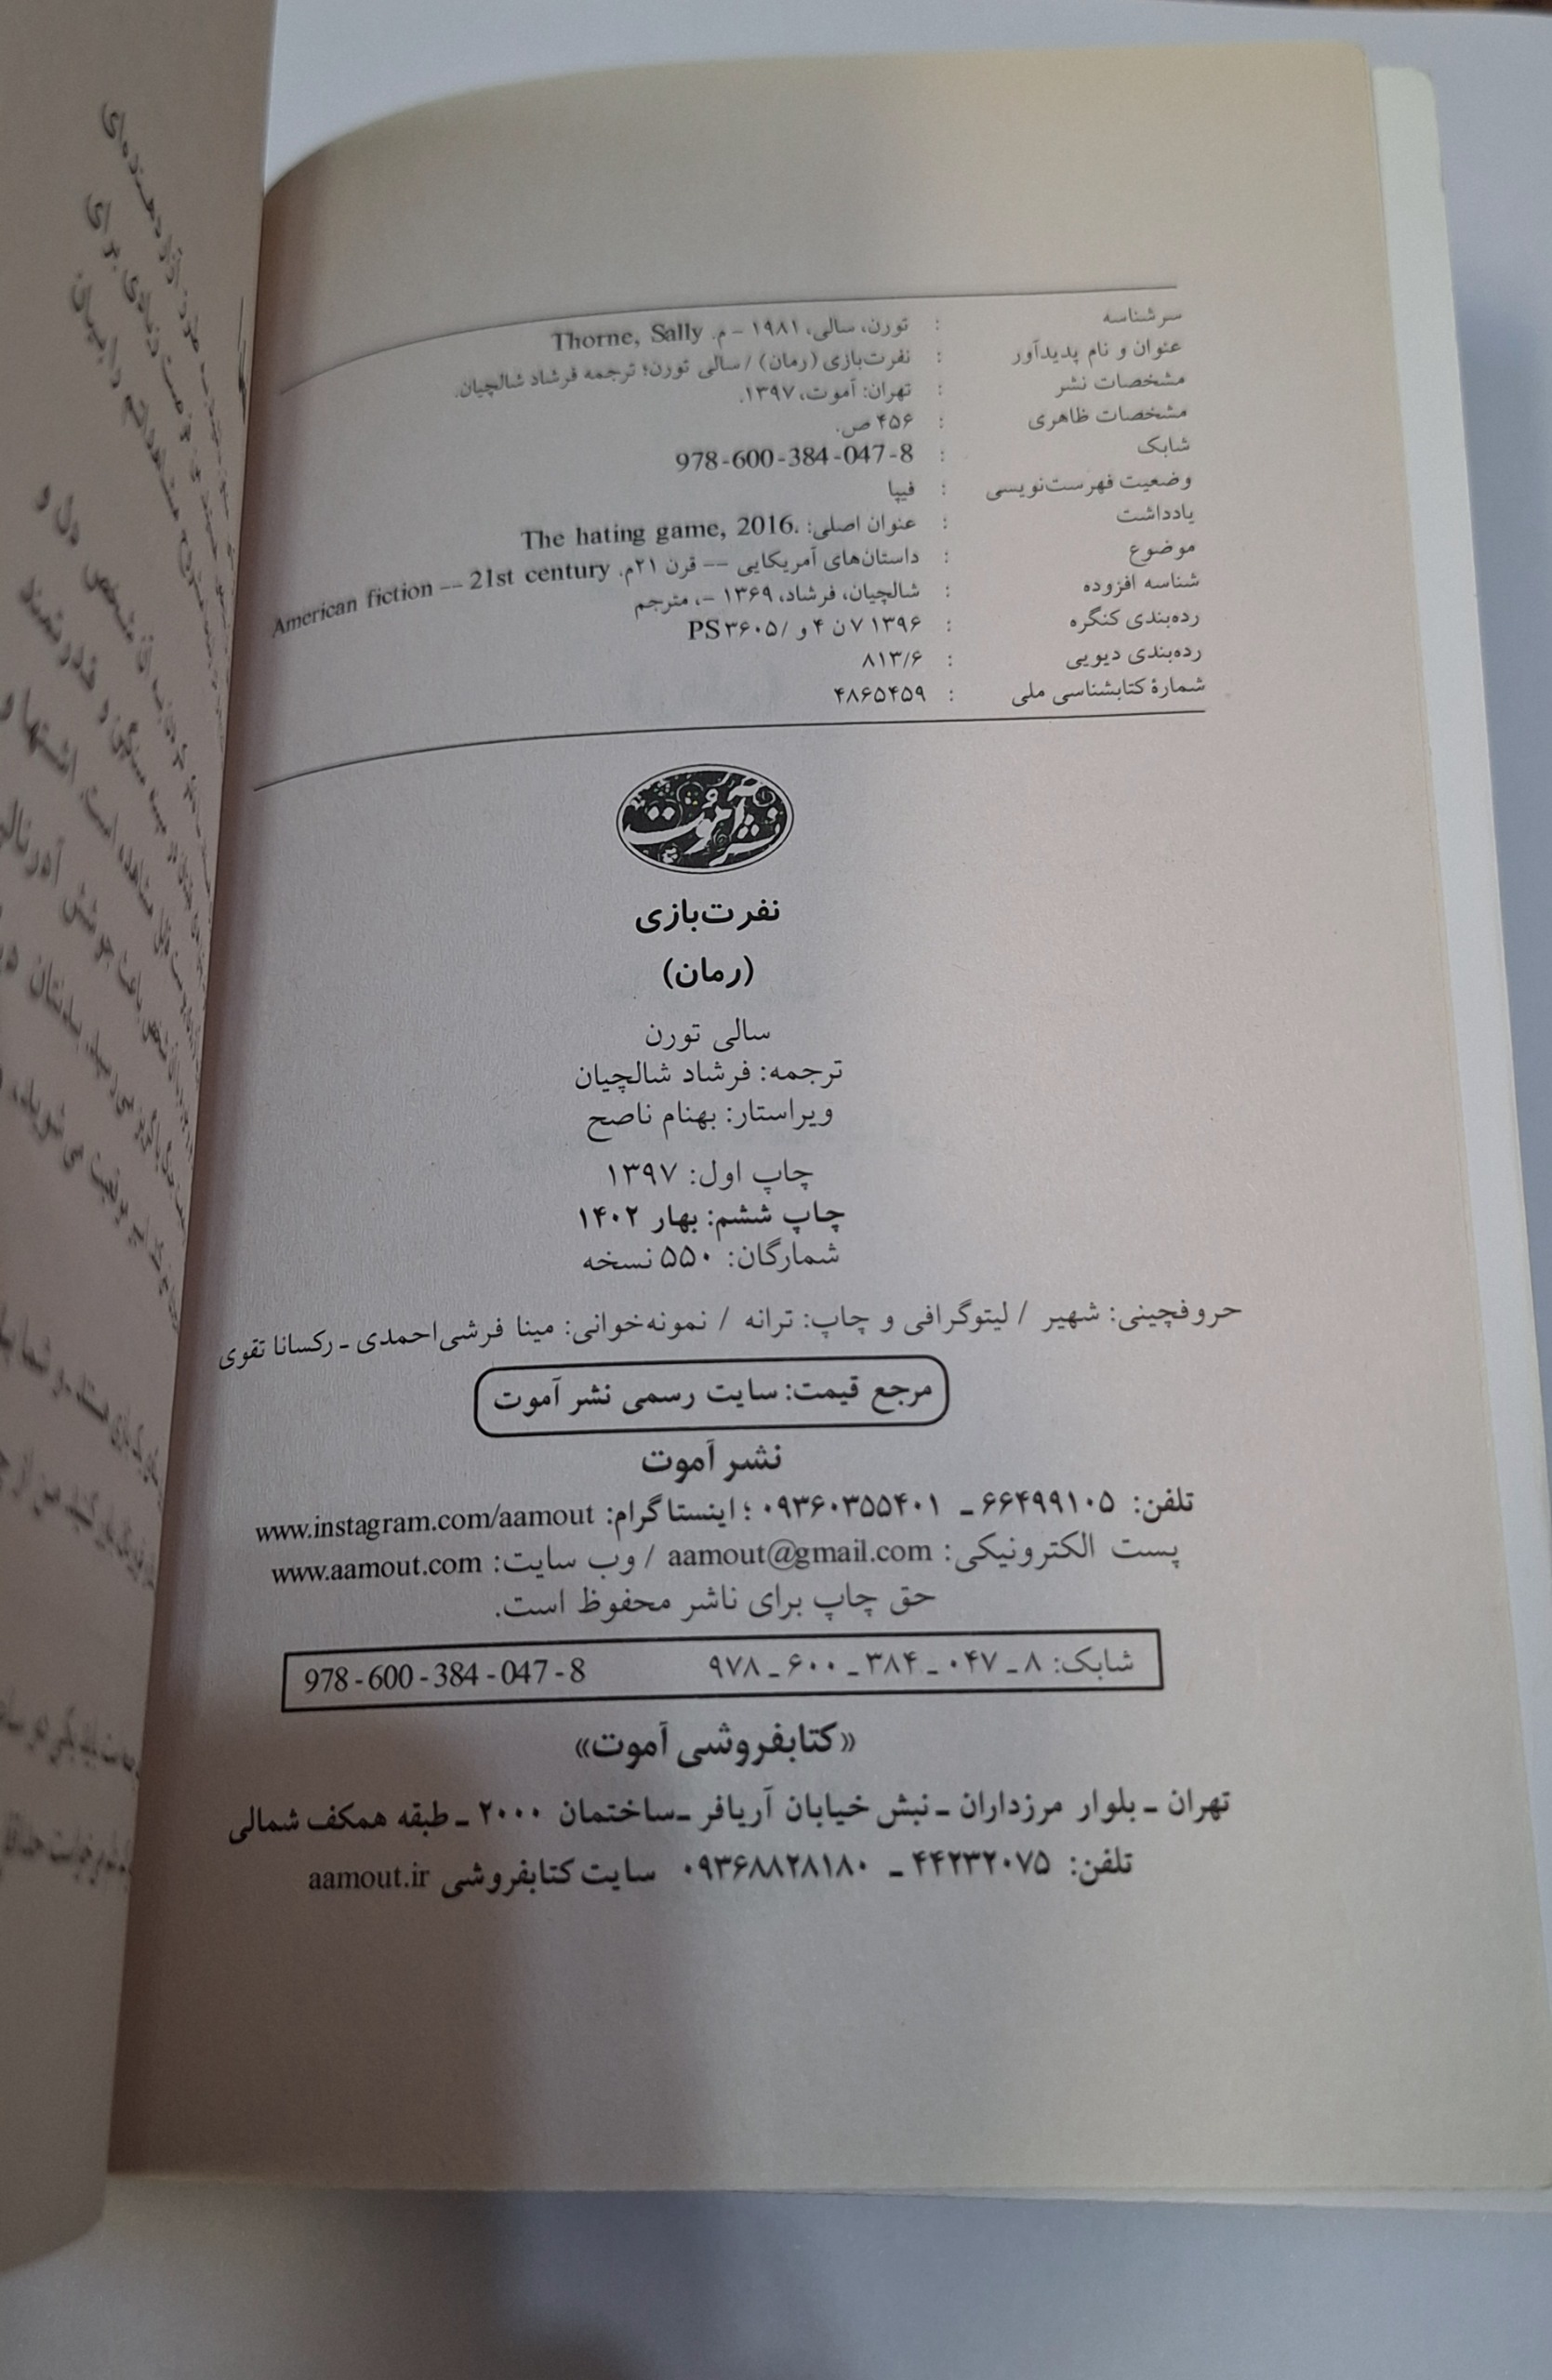 سرشناسه : تورن، سالی، ۱۹۸۱ - م. Thorne, Sally
عنوان و نام پدیدآور : نفرت‌بازی (رمان) / سالی تورن؛ ترجمه فرشاد شالچیان.
مشخصات نشر : تهران: آموت، ۱۳۹۷.
مشخصات ظاهری : ۴۵۶ ص.
شابک : 978-600-384-047-8
وضعیت فهرست‌نویسی : فیپا
یادداشت : عنوان اصلی: The hating game, 2016.
موضوع : داستان‌های آمریکایی -- قرن ۲۱م. American fiction -- 21st century
شناسه افزوده : شالچیان، فرشاد، ۱۳۶۹ -، مترجم
رده‌بندی کنگره : ۱۳۹۶ ۷ن ۴ و /PS۳۶۰۵
رده‌بندی دیویی : ۸۱۳/۶
شمارهٔ کتابشناسی ملی : ۴۸۶۵۴۵۹
نشر آموت
نفرت‌بازی
(رمان)
سالی تورن
ترجمه: فرشاد شالچیان
ویراستار: بهنام ناصح
چاپ اول: ۱۳۹۷
چاپ ششم: بهار ۱۴۰۲
شمارگان: ۵۵۰ نسخه
حروفچینی: شهیر / لیتوگرافی و چاپ: ترانه / نمونه‌خوانی: مینا فرشی‌احمدی ـ رکسانا تقوی
مرجع قیمت: سایت رسمی نشر آموت
نشر آموت
تلفن: ۶۶۴۹۹۱۰۵ ـ ۰۹۳۶۰۳۵۵۴۰۱ ؛ اینستاگرام: www.instagram.com/aamout
پست الکترونیکی: aamout@gmail.com / وب سایت: www.aamout.com
حق چاپ برای ناشر محفوظ است.
شابک: ۸ ـ ۰۴۷ ـ ۳۸۴ ـ ۶۰۰ ـ ۹۷۸ 978-600-384-047-8
«کتابفروشی آموت»
تهران ـ بلوار مرزداران ـ نبش خیابان آریافر ـ ساختمان ۲۰۰۰ ـ طبقه همکف شمالی
تلفن: ۴۴۲۳۲۰۷۵ ـ ۰۹۳۶۸۸۲۸۱۸۰ سایت کتابفروشی aamout.ir